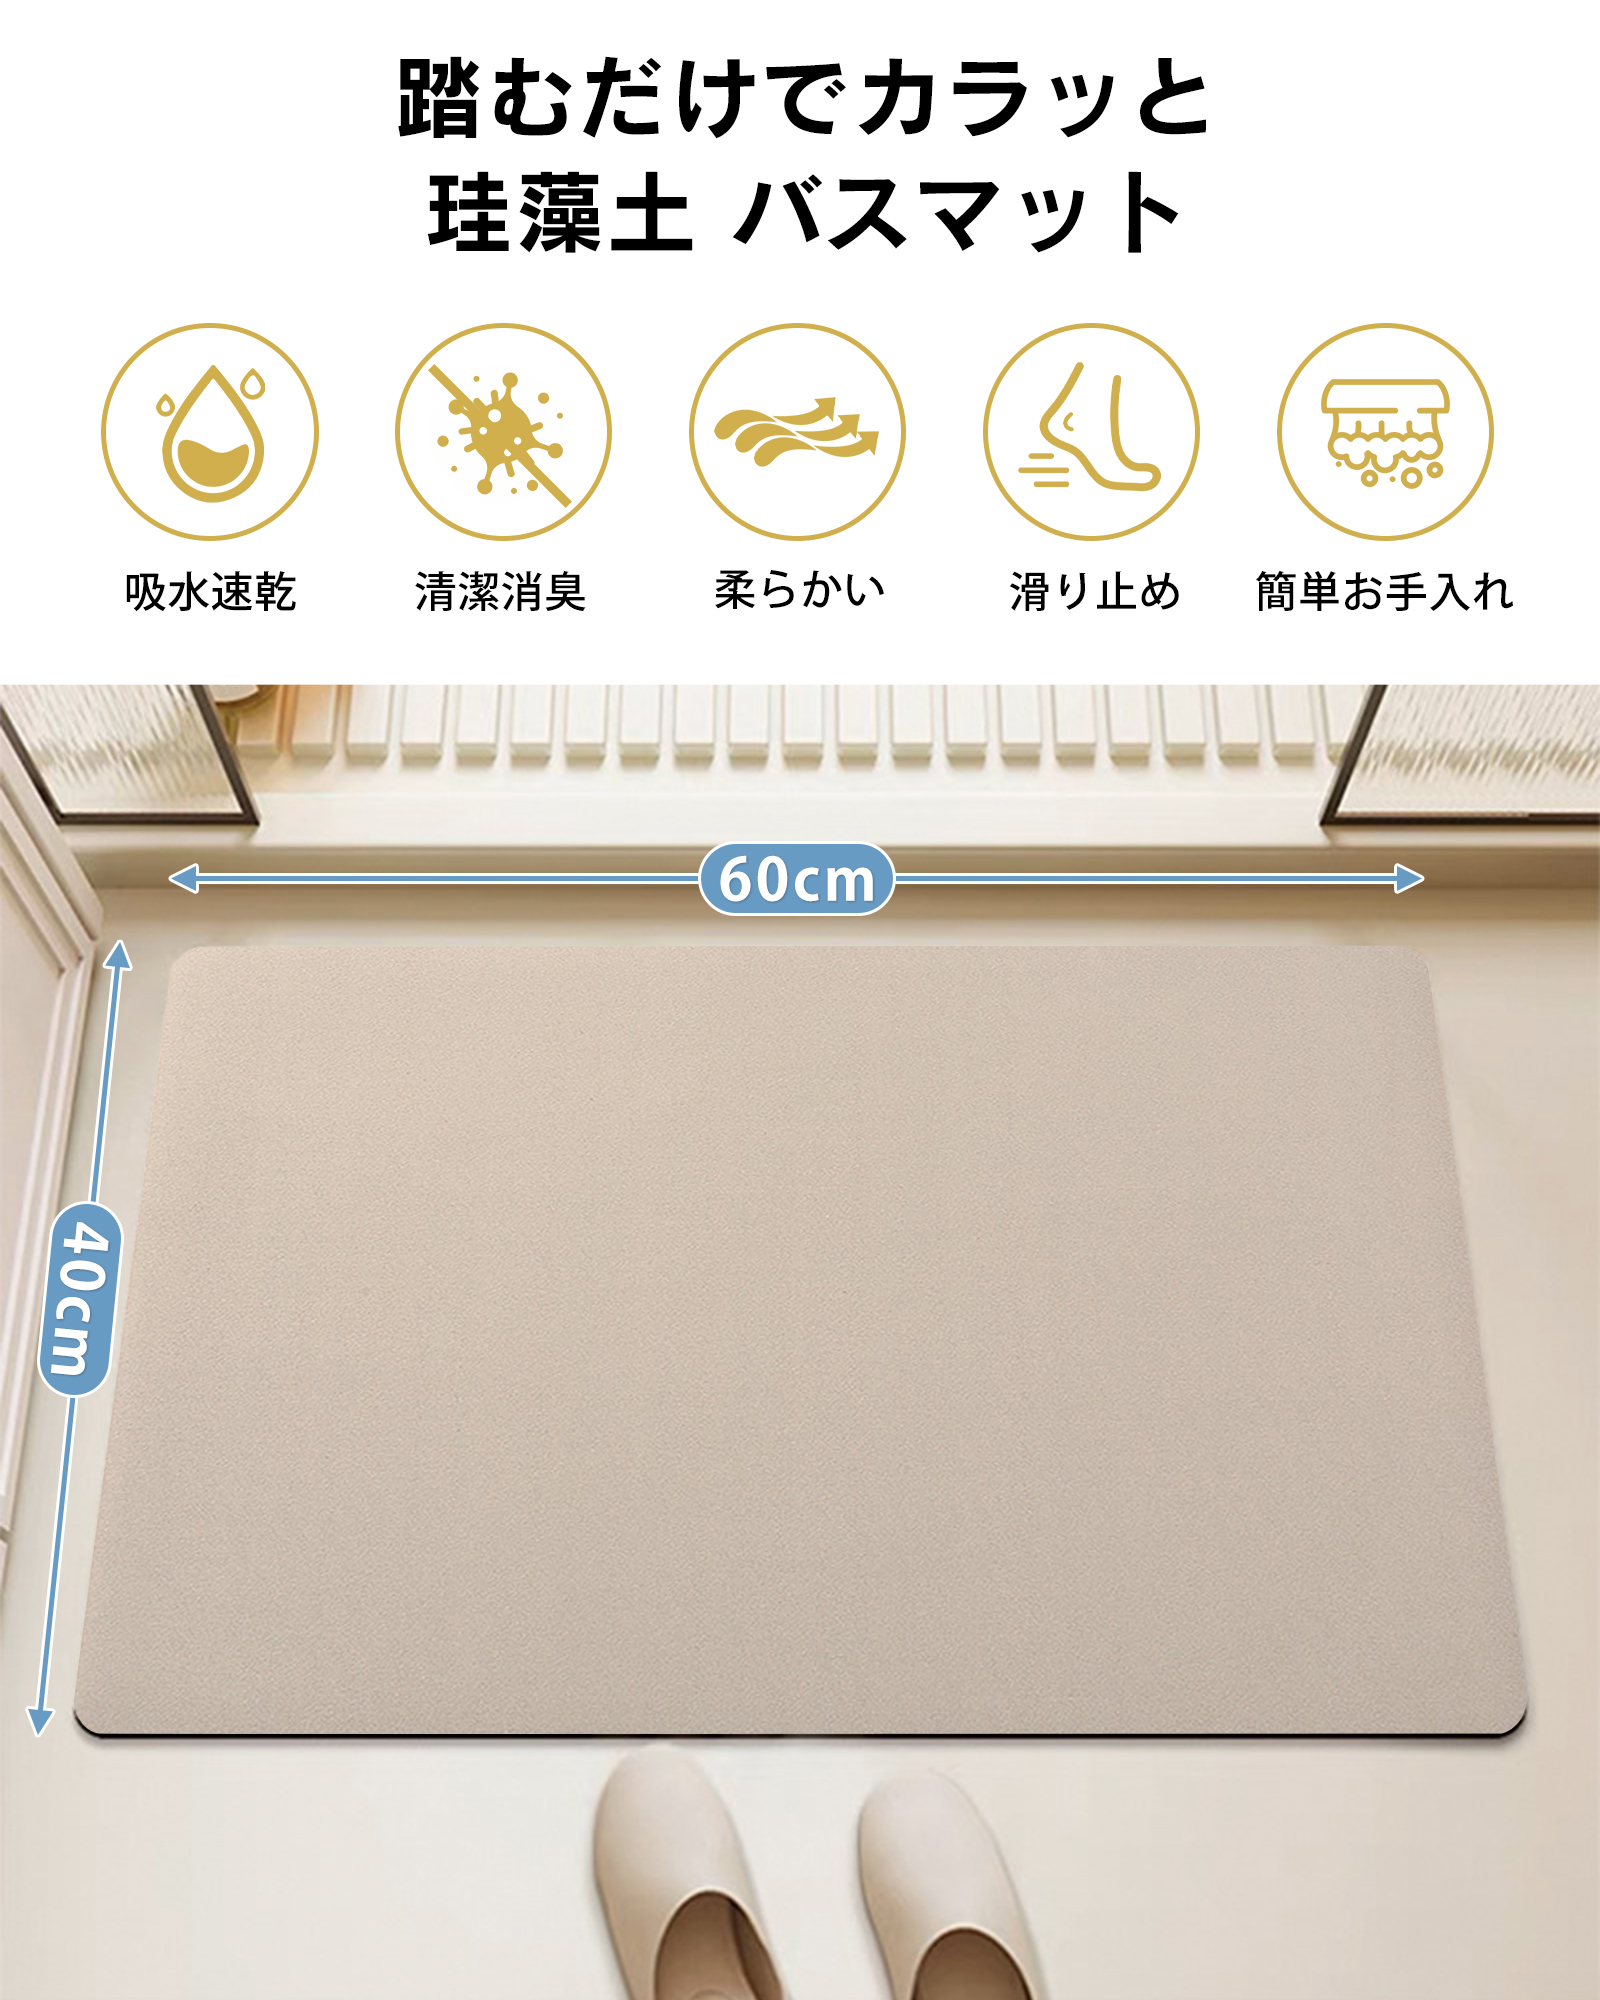 踏むだけでカラッと
珪藻土 バスマット
吸水速乾
清潔消臭
柔らかい
滑り止め
簡単お手入れ
60cm
40cm